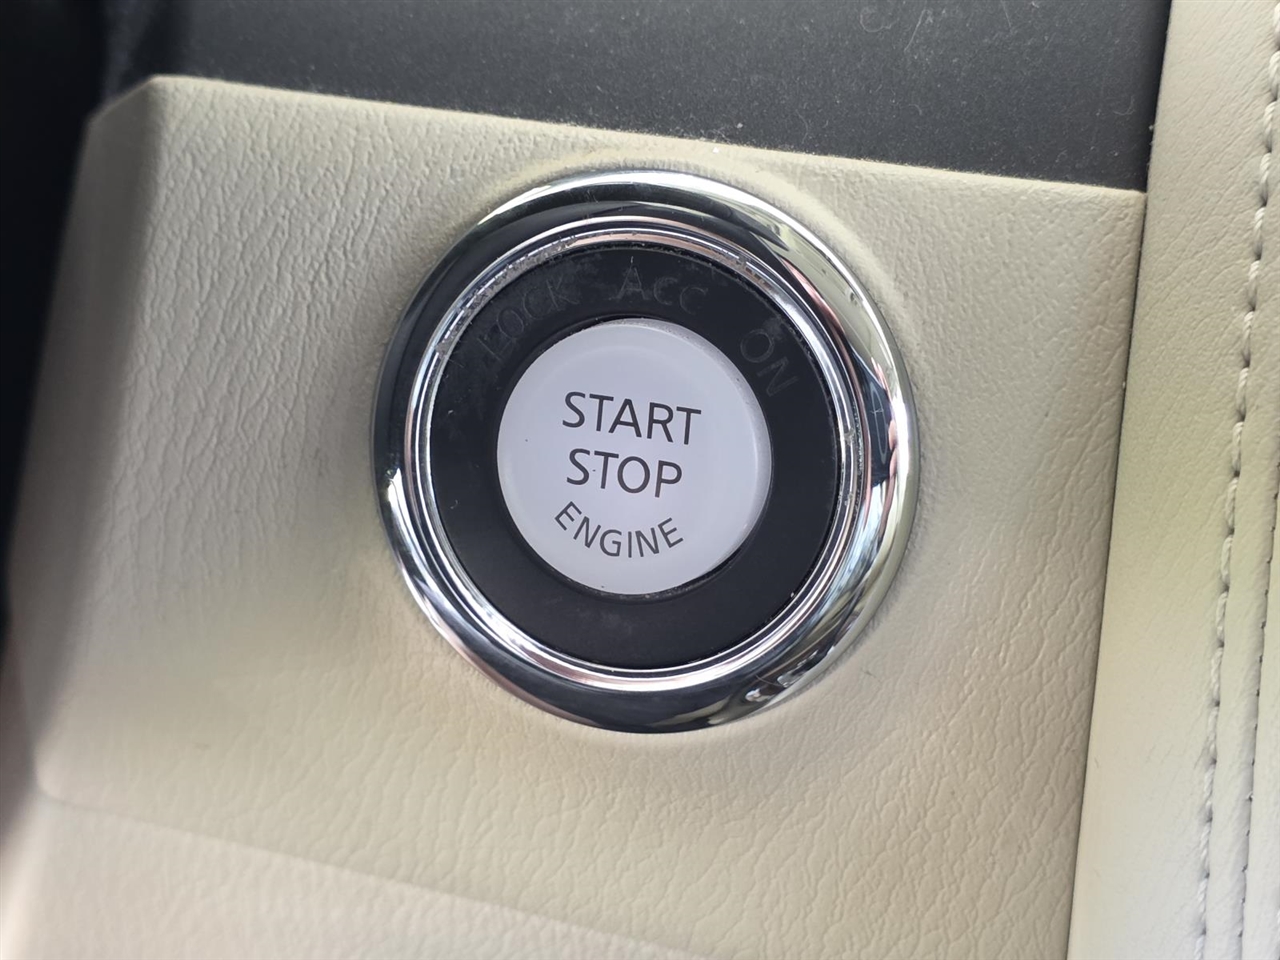 LOCK ACC ON
START
STOP
ENGINE